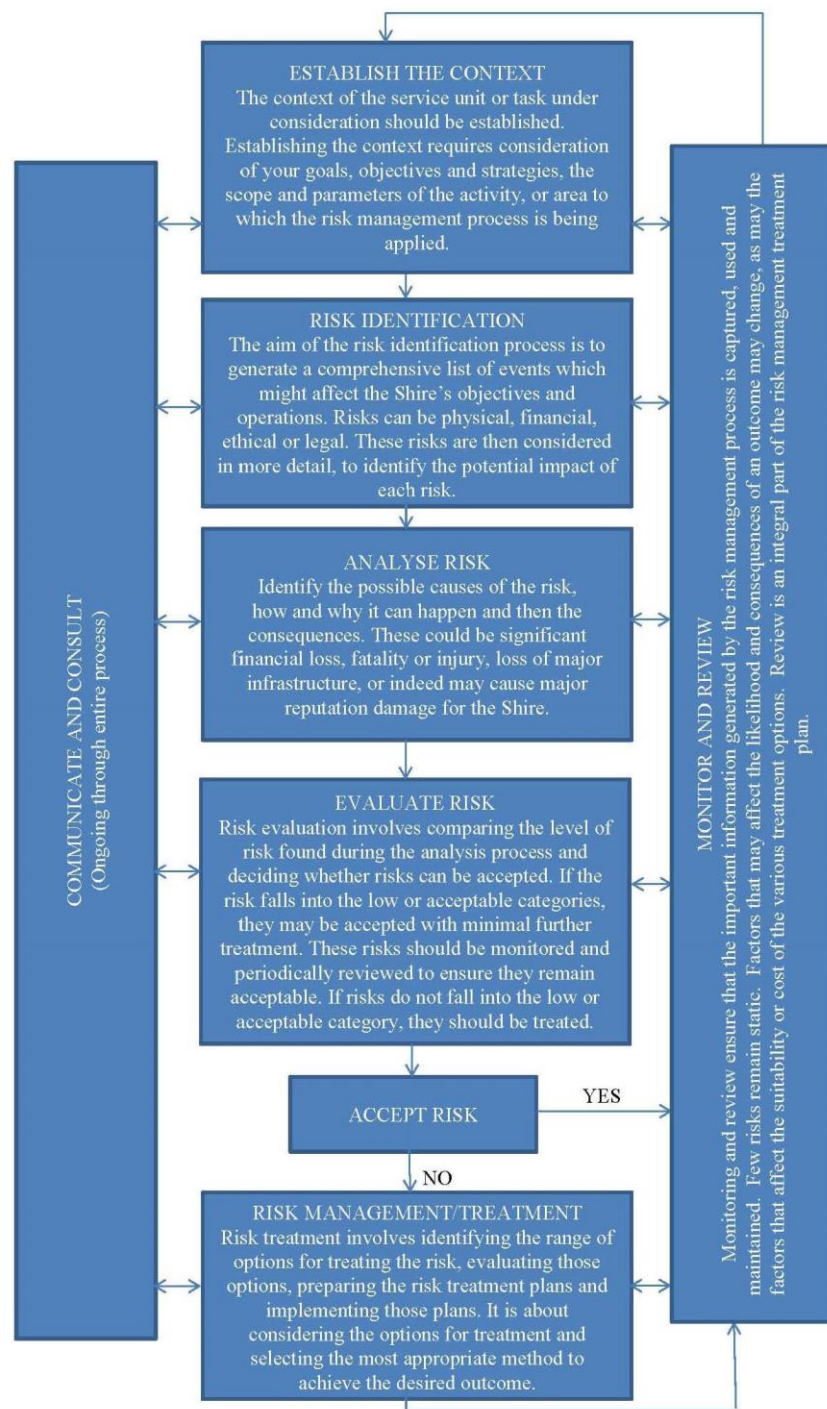 ESTABLISH THE CONTEXT
The context of the service unit or task under
consideration should be established.
Establishing the context requires consideration
of your goals, objectives and strategies, the
scope and parameters of the activity, or area to
which the risk management process is being
applied.
RISK IDENTIFICATION
The aim of the risk identification process is to
generate a comprehensive list of events which
might affect the Shire's objectives and
operations. Risks can be physical, financial,
ethical or legal. These risks are then considered
in more detail, to identify the potential impact of
each risk.
ANALYSE RISK
Identify the possible causes of the risk,
how and why it can happen and then the
consequences. These could be significant
financial loss, fatality or injury, loss of major
infrastructure, or indeed may cause major
reputation damage for the Shire.
EVALUATE RISK
Risk evaluation involves comparing the level of
risk found during the analysis process and
deciding whether risks can be accepted. If the
risk falls into the low or acceptable categories,
they may be accepted with minimal further
treatment. These risks should be monitored and
periodically reviewed to ensure they remain
acceptable. If risks do not fall into the low or
acceptable category, they should be treated.
ACCEPT RISK
YES
NO
RISK MANAGEMENT/TREATMENT
Risk treatment involves identifying the range of
options for treating the risk, evaluating those
options, preparing the risk treatment plans and
implementing those plans. It is about
considering the options for treatment and
selecting the most appropriate method to
achieve the desired outcome.
COMMUNICATE AND CONSULT
(Ongoing through entire process)
MONITOR AND REVIEW
Monitoring and review ensure that the important information generated by the risk management process is captured, used and
maintained. Few risks remain static. Factors that may affect the likelihood and consequences of an outcome may change, as may the
factors that affect the suitability or cost of the various treatment options. Review is an integral part of the risk management treatment
plan.